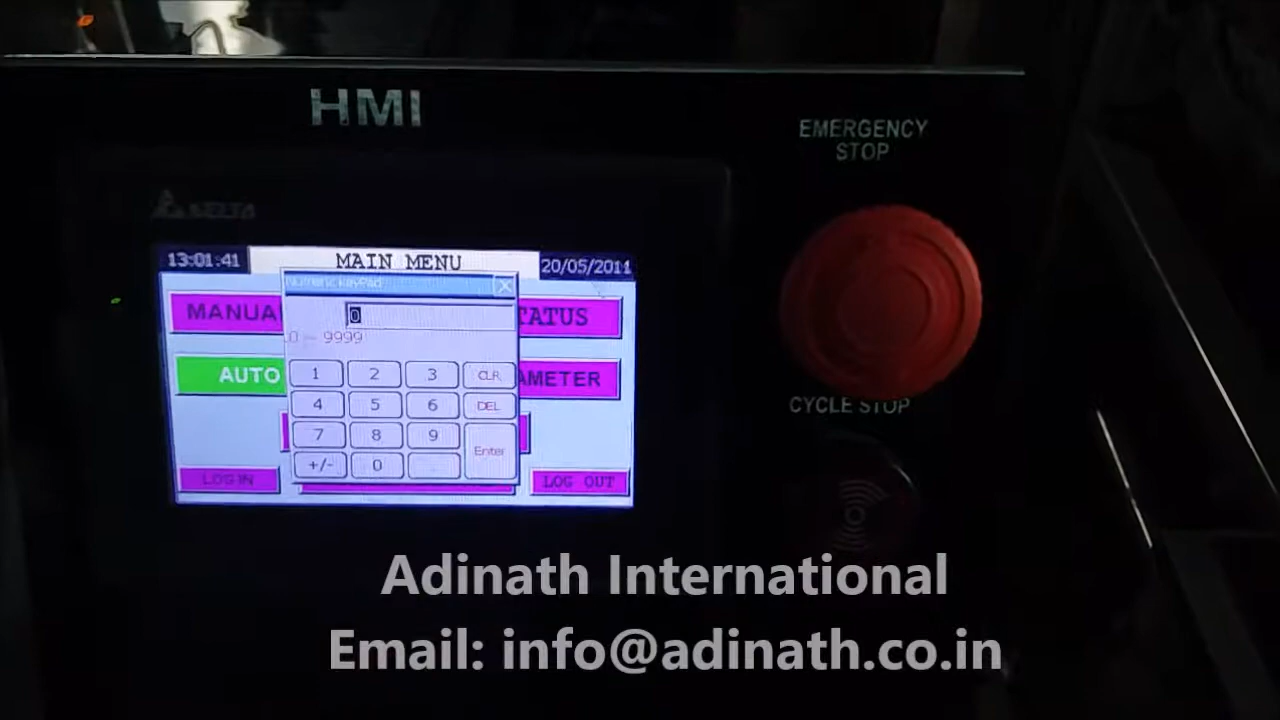 HMI
EMERGENCY
STOP
DELTA
13:01:41
MAIN MENU
20/05/2011
Numeric KeyPad
X
MANUA
TATUS
0
0 ~ 9999
AUTO
AMETER
1 2 3 CLR
4 5 6 DEL
7 8 9 Enter
+/- 0
LOG IN
LOG OUT
CYCLE STOP
Adinath International
Email: info@adinath.co.in